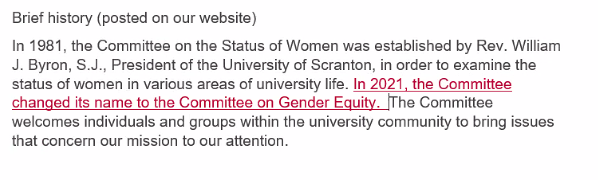 Brief history (posted on our website)
In 1981, the Committee on the Status of Women was established by Rev. William
J. Byron, S.J., President of the University of Scranton, in order to examine the
status of women in various areas of university life. In 2021, the Committee
changed its name to the Committee on Gender Equity. The Committee
welcomes individuals and groups within the university community to bring issues
that concern our mission to our attention.